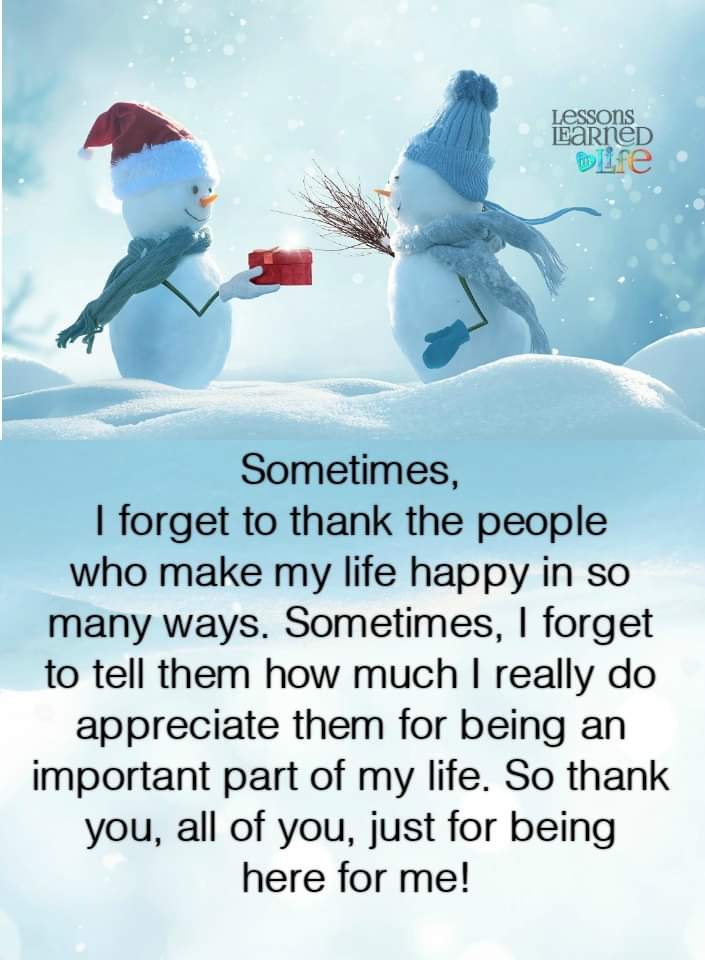 Lessons
LEARNED
in Life
Sometimes,
I forget to thank the people
who make my life happy in so
many ways. Sometimes, I forget
to tell them how much I really do
appreciate them for being an
important part of my life. So thank
you, all of you, just for being
here for me!